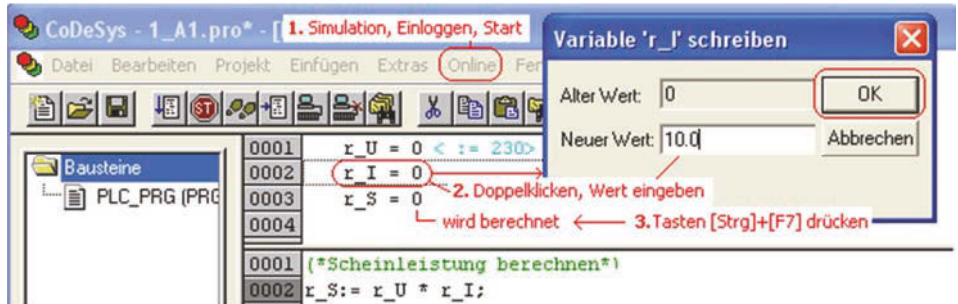 CoDeSys - 1_A1.pro* - [
1. Simulation, Einloggen, Start
Datei Bearbeiten Projekt Einfügen Extras Online Fen
ST
Bausteine
PLC_PRG (PRG
0001 r_U = 0 < := 230>
0002 r_I = 0
0003 r_S = 0
0004
2. Doppelklicken, Wert eingeben
wird berechnet ← 3. Tasten [Strg]+[F7] drücken
0001 (*Scheinleistung berechnen*)
0002 r_S:= r_U * r_I;
Variable 'r_I' schreiben
Alter Wert: 0
OK
Neuer Wert: 10.0
Abbrechen